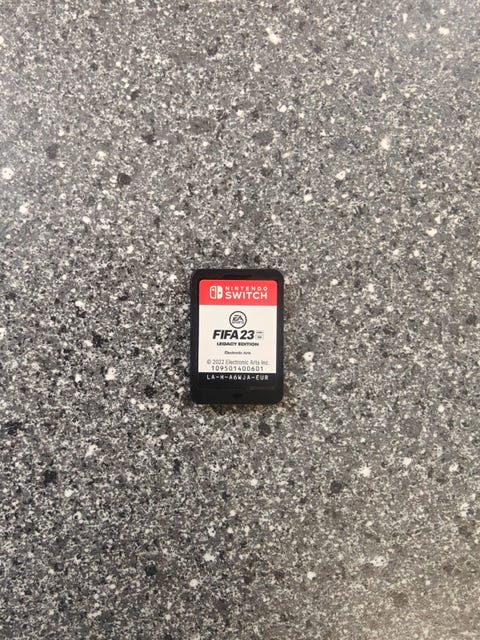 NINTENDO
SWITCH
EA
FIFA 23
LEGACY EDITION
Electronic Arts
© 2022 Electronic Arts Inc.
109501400601
LA-H-A6WJA-EUR